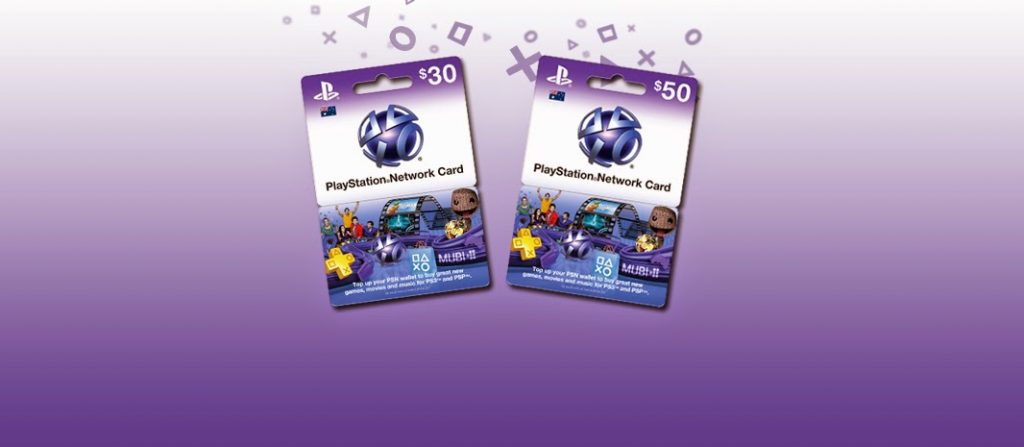 $30
PlayStation®Network Card
MUBI
Top up your PSN wallet to buy great new
games, movies and music for PS3™ and PSP™.
$50
PlayStation®Network Card
MUBI
Top up your PSN wallet to buy great new
games, movies and music for PS3™ and PSP™.